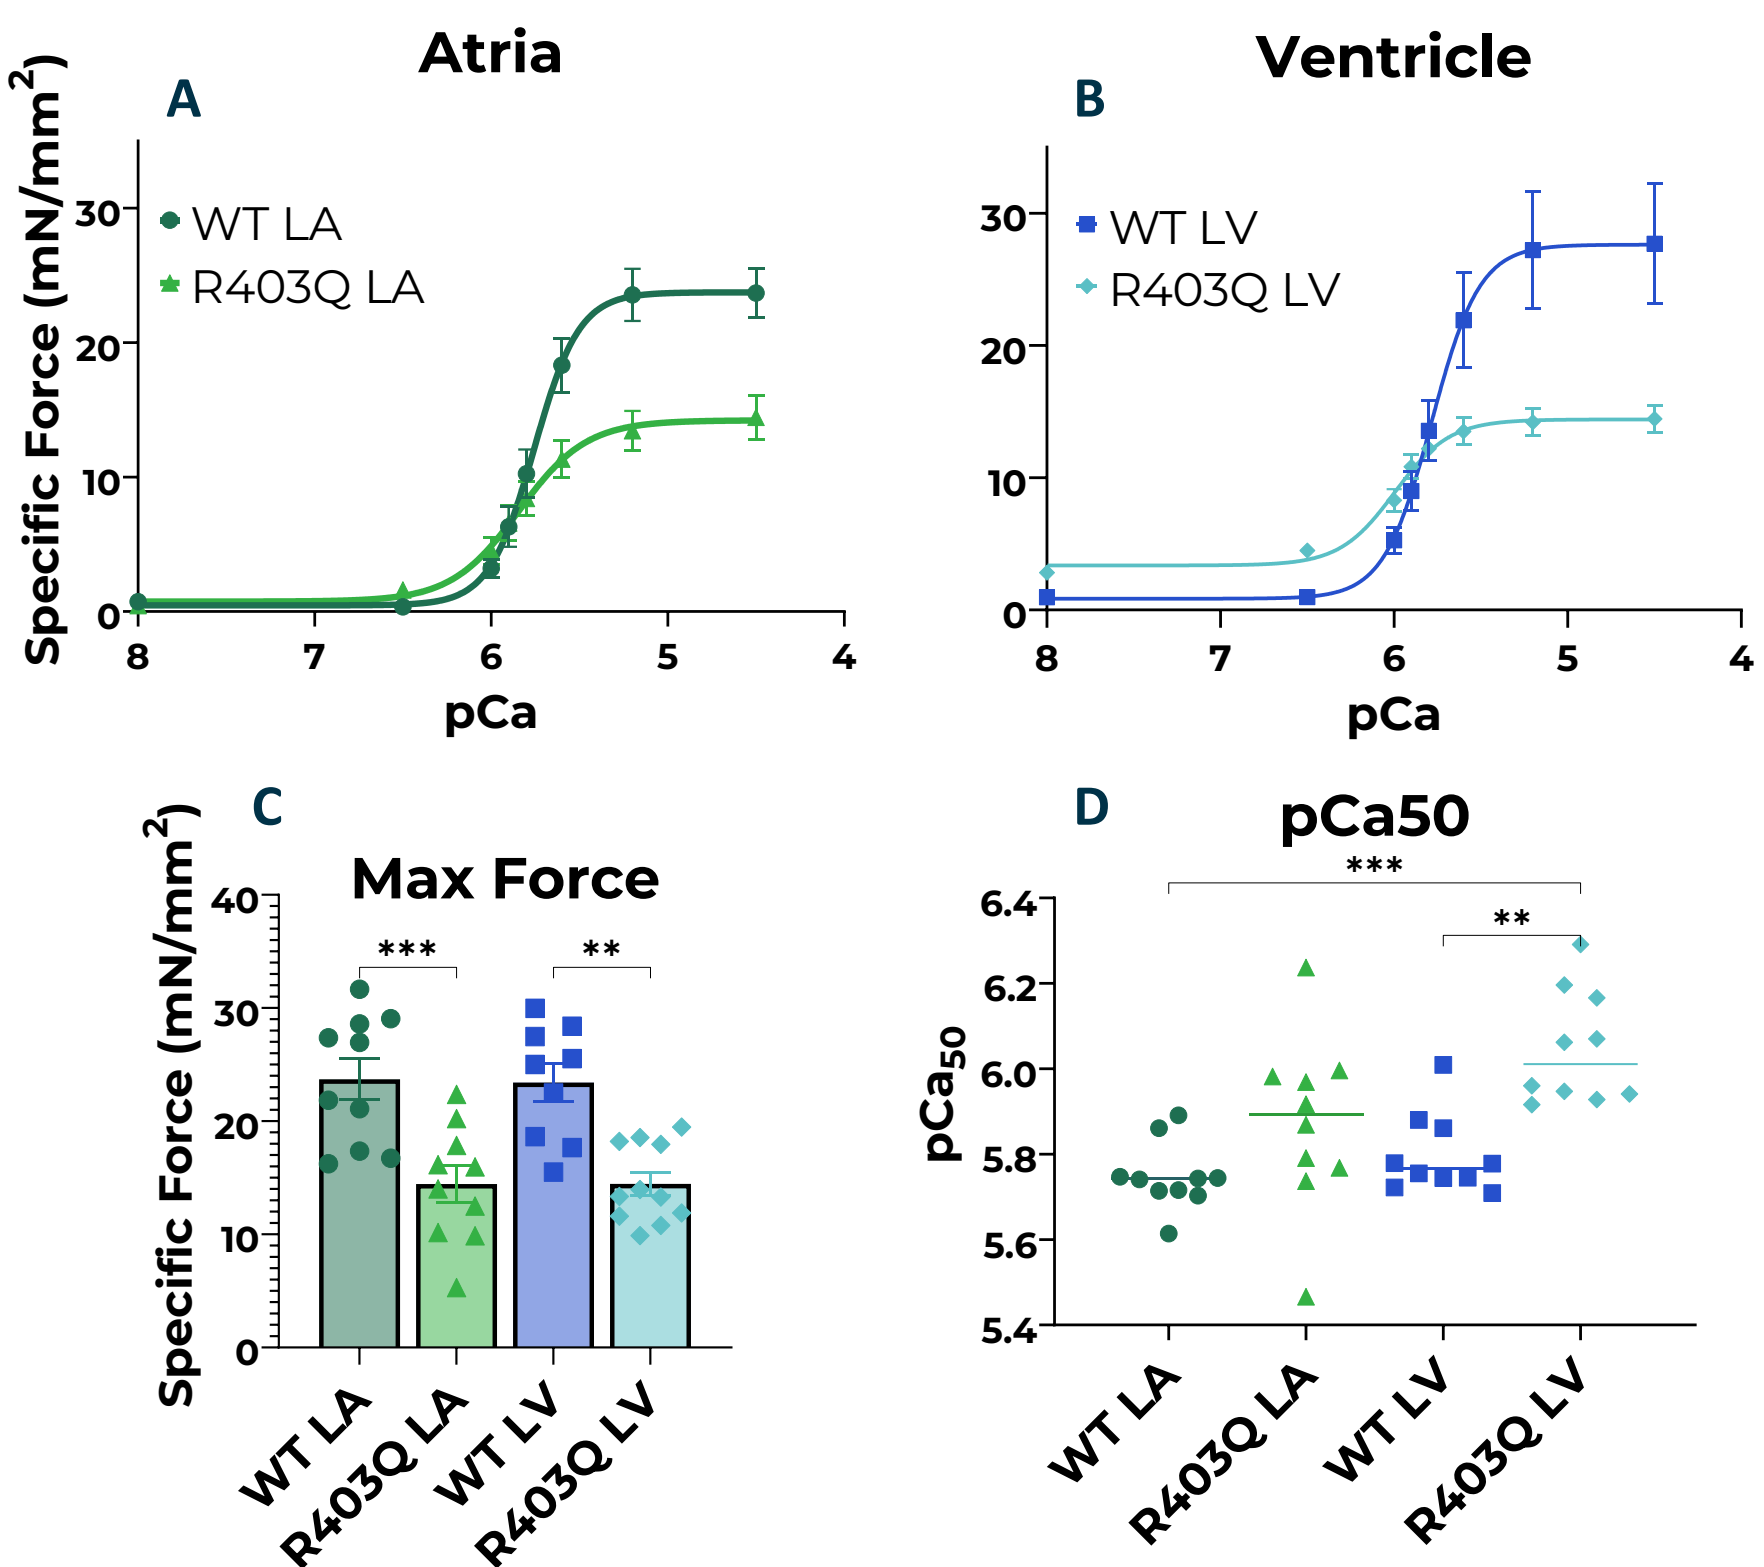 Atria
A
Specific Force (mN/mm²)
30
20
10
0
WT LA
R403Q LA
8 7 6 5 4
pCa
Ventricle
B
30
20
10
0
WT LV
R403Q LV
8 7 6 5 4
pCa
C
Max Force
Specific Force (mN/mm²)
40
30
20
10
0
*** **
WT LA
R403Q LA
WT LV
R403Q LV
D
pCa50
***
**
pCa₅₀
6.4
6.2
6.0
5.8
5.6
5.4
WT LA
R403Q LA
WT LV
R403Q LV